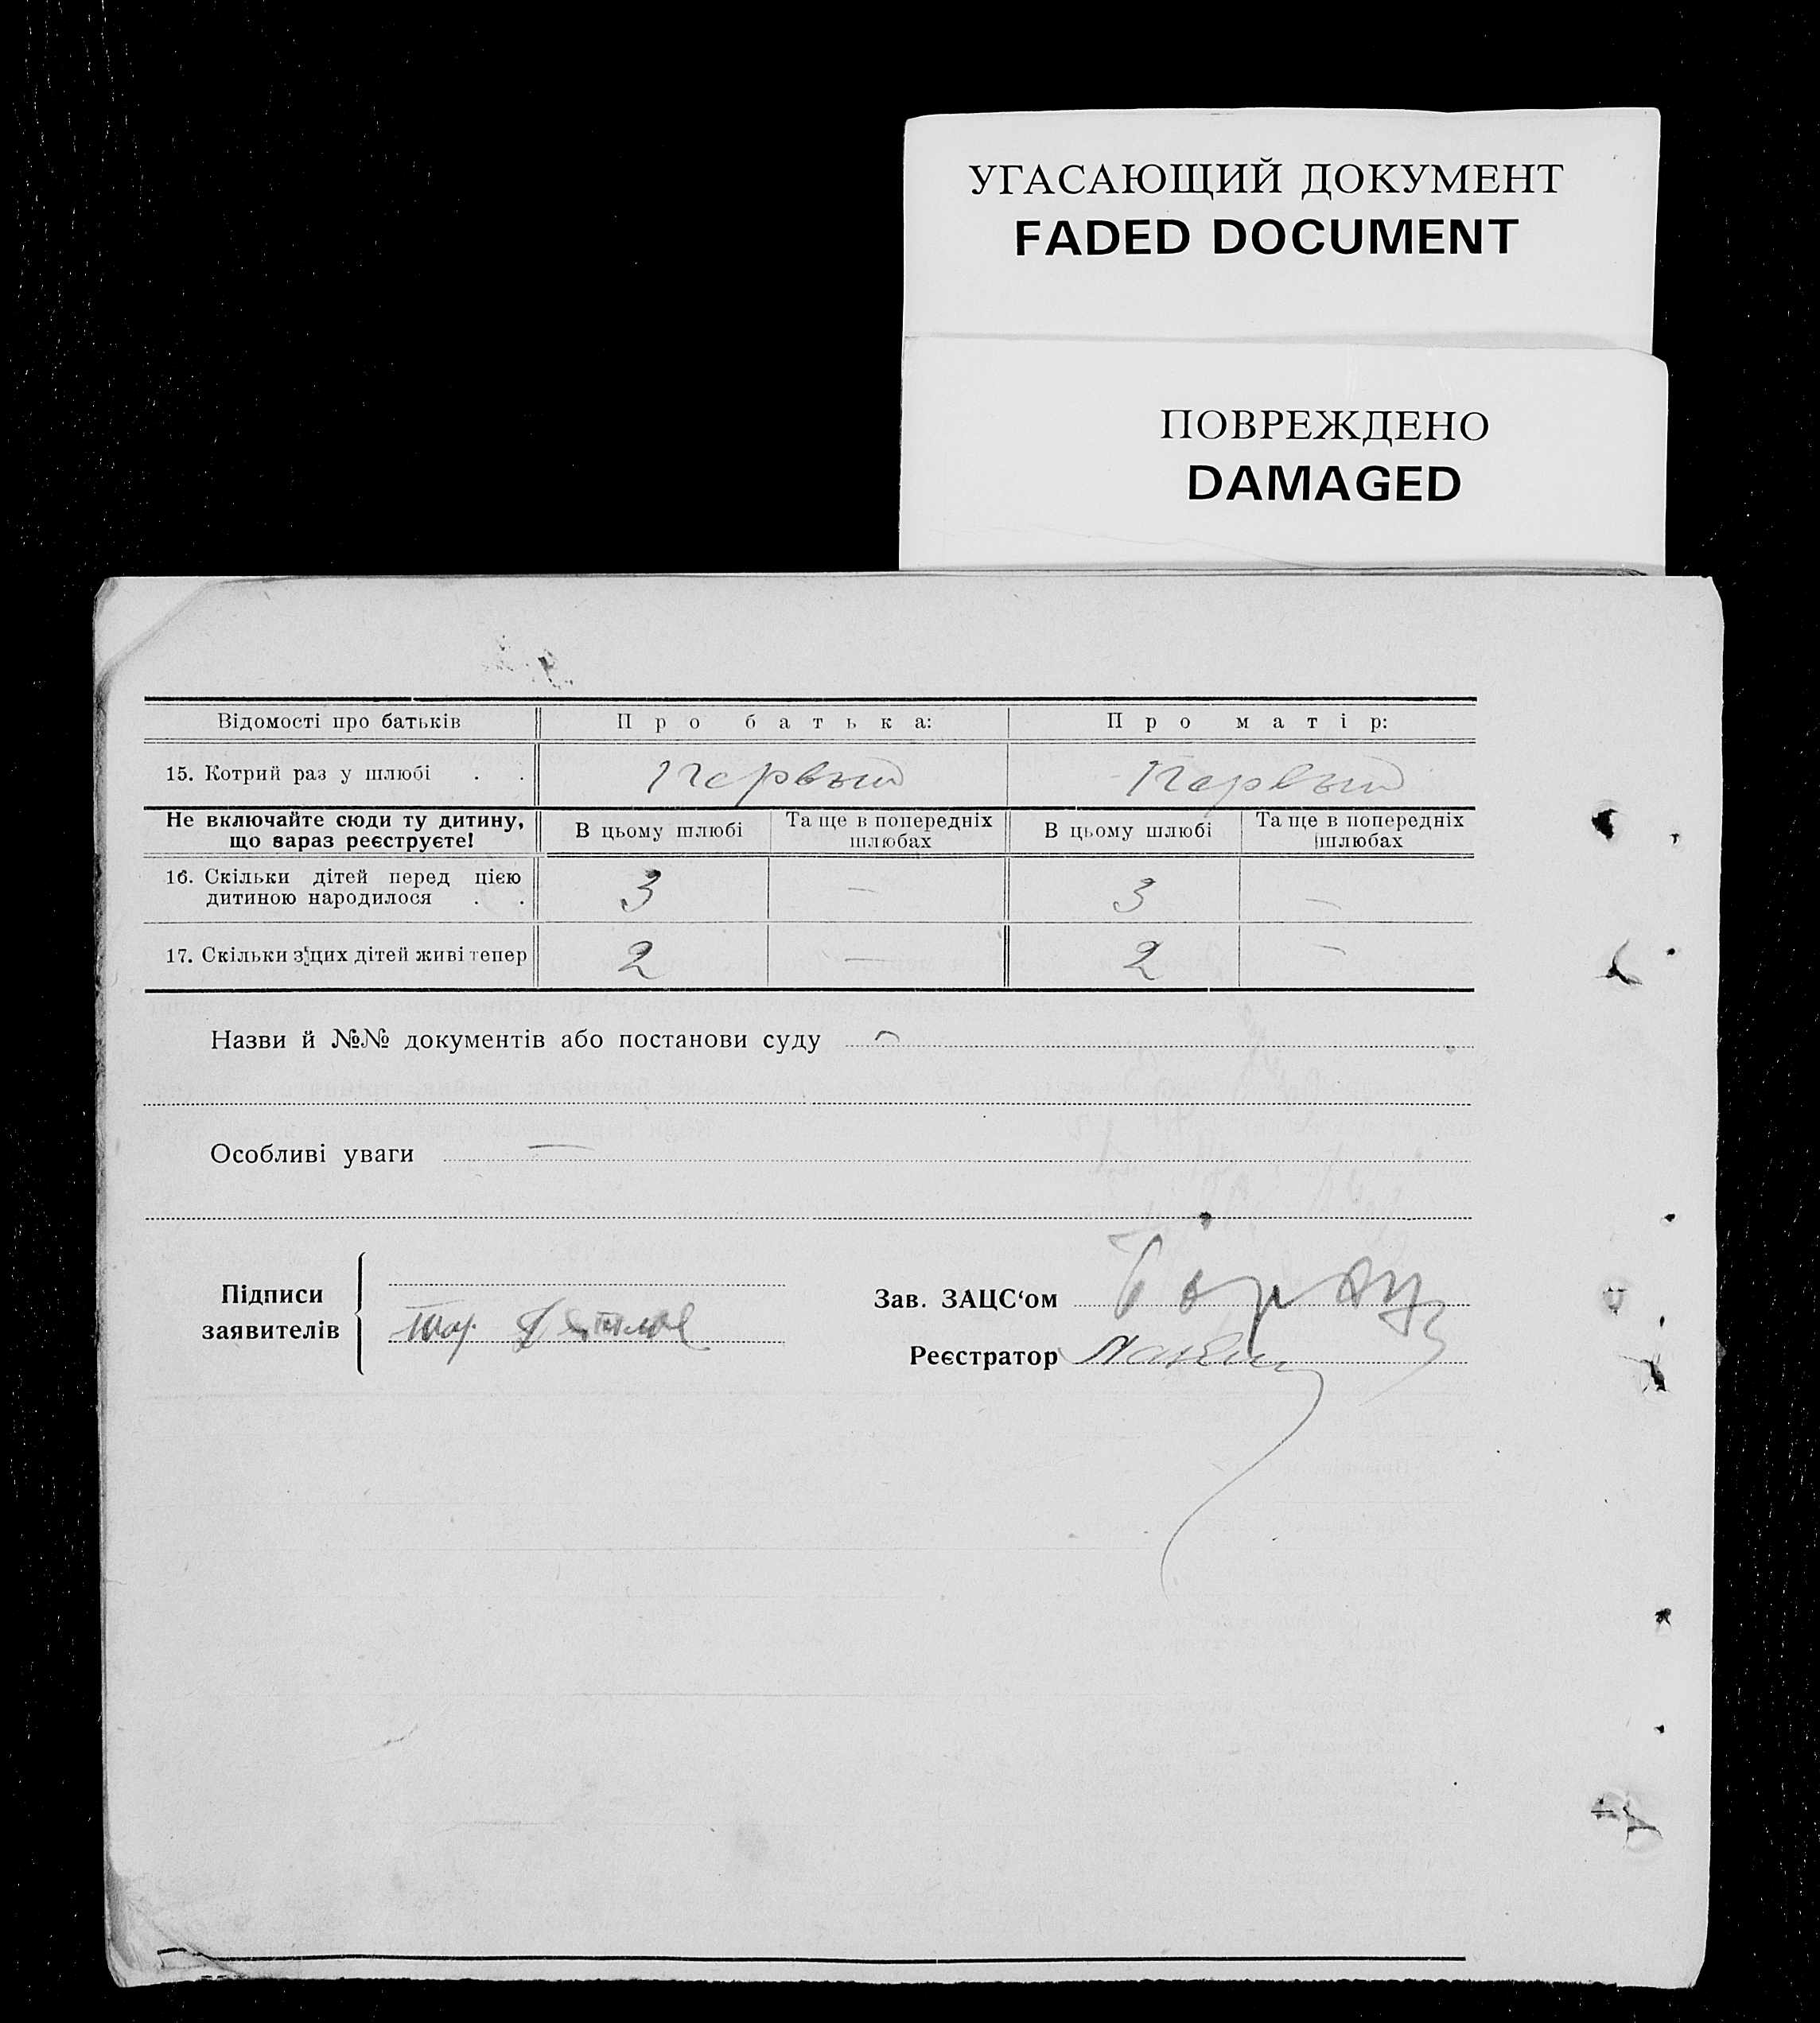 УГАСАЮЩИЙ ДОКУМЕНТ
FADED DOCUMENT
ПОВРЕЖДЕНО
DAMAGED
Відомості про батьків Про батька: Про матір:
15. Котрий раз у шлюбі . . Первый Первый
Не включайте сюди ту дитину, що зараз реєструєте! В цьому шлюбі Та ще в попередніх шлюбах В цьому шлюбі Та ще в попередніх шлюбах
16. Скільки дітей перед цією дитиною народилося . . 3 — 3 —
17. Скільки з цих дітей живі тепер 2 — 2 —
Назви й №№ документів або постанови суду —
Особливі уваги —
Підписи заявителів
Зав. ЗАЦС‘ом
Реєстратор